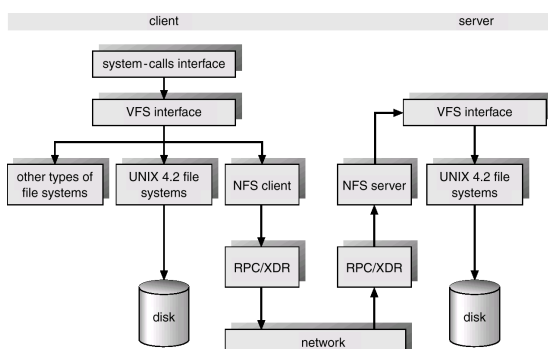 client
server
system-calls interface
VFS interface
VFS interface
other types of
file systems
UNIX 4.2 file
systems
NFS client
NFS server
UNIX 4.2 file
systems
RPC/XDR
RPC/XDR
disk
disk
network